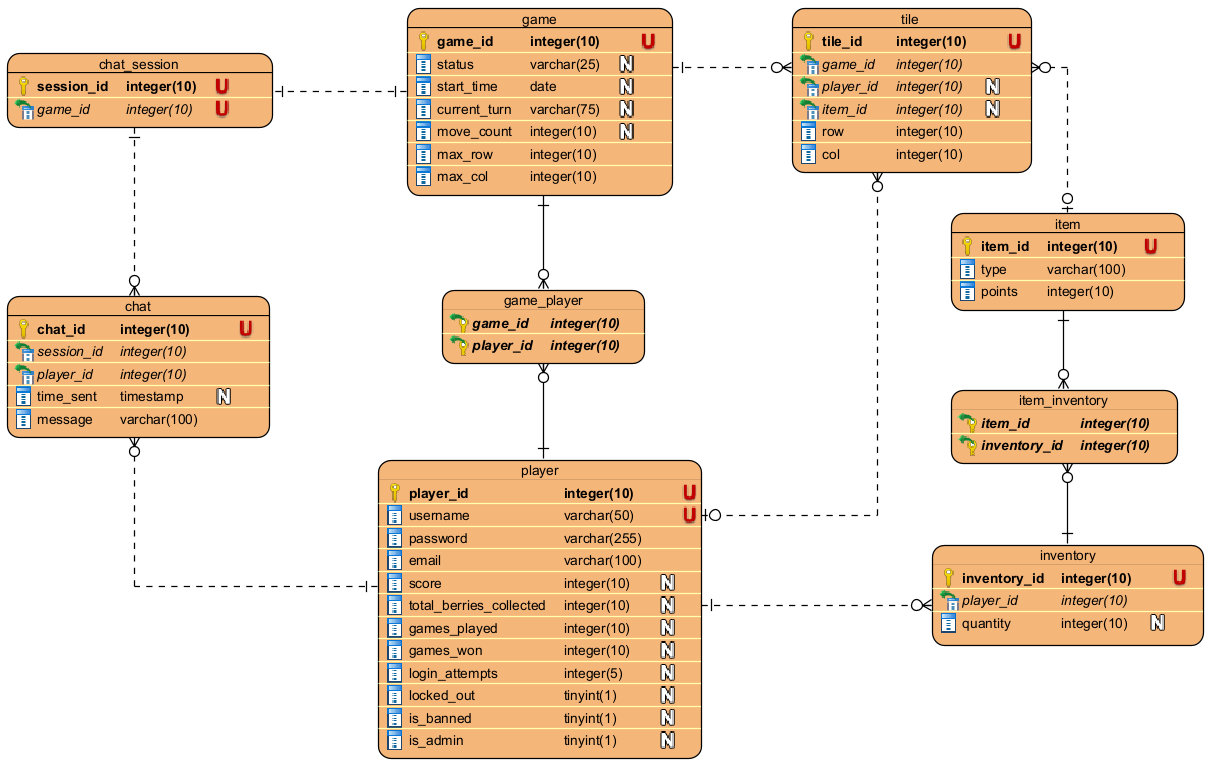 game
game_id integer(10) U
status varchar(25) N
start_time date N
current_turn varchar(75) N
move_count integer(10) N
max_row integer(10)
max_col integer(10)
tile
tile_id integer(10) U
game_id integer(10)
player_id integer(10) N
item_id integer(10) N
row integer(10)
col integer(10)
chat_session
session_id integer(10) U
game_id integer(10) U
item
item_id integer(10) U
type varchar(100)
points integer(10)
chat
chat_id integer(10) U
session_id integer(10)
player_id integer(10)
time_sent timestamp N
message varchar(100)
game_player
game_id integer(10)
player_id integer(10)
item_inventory
item_id integer(10)
inventory_id integer(10)
player
player_id integer(10) U
username varchar(50) U
password varchar(255)
email varchar(100)
score integer(10) N
total_berries_collected integer(10) N
games_played integer(10) N
games_won integer(10) N
login_attempts integer(5) N
locked_out tinyint(1) N
is_banned tinyint(1) N
is_admin tinyint(1) N
inventory
inventory_id integer(10) U
player_id integer(10)
quantity integer(10) N